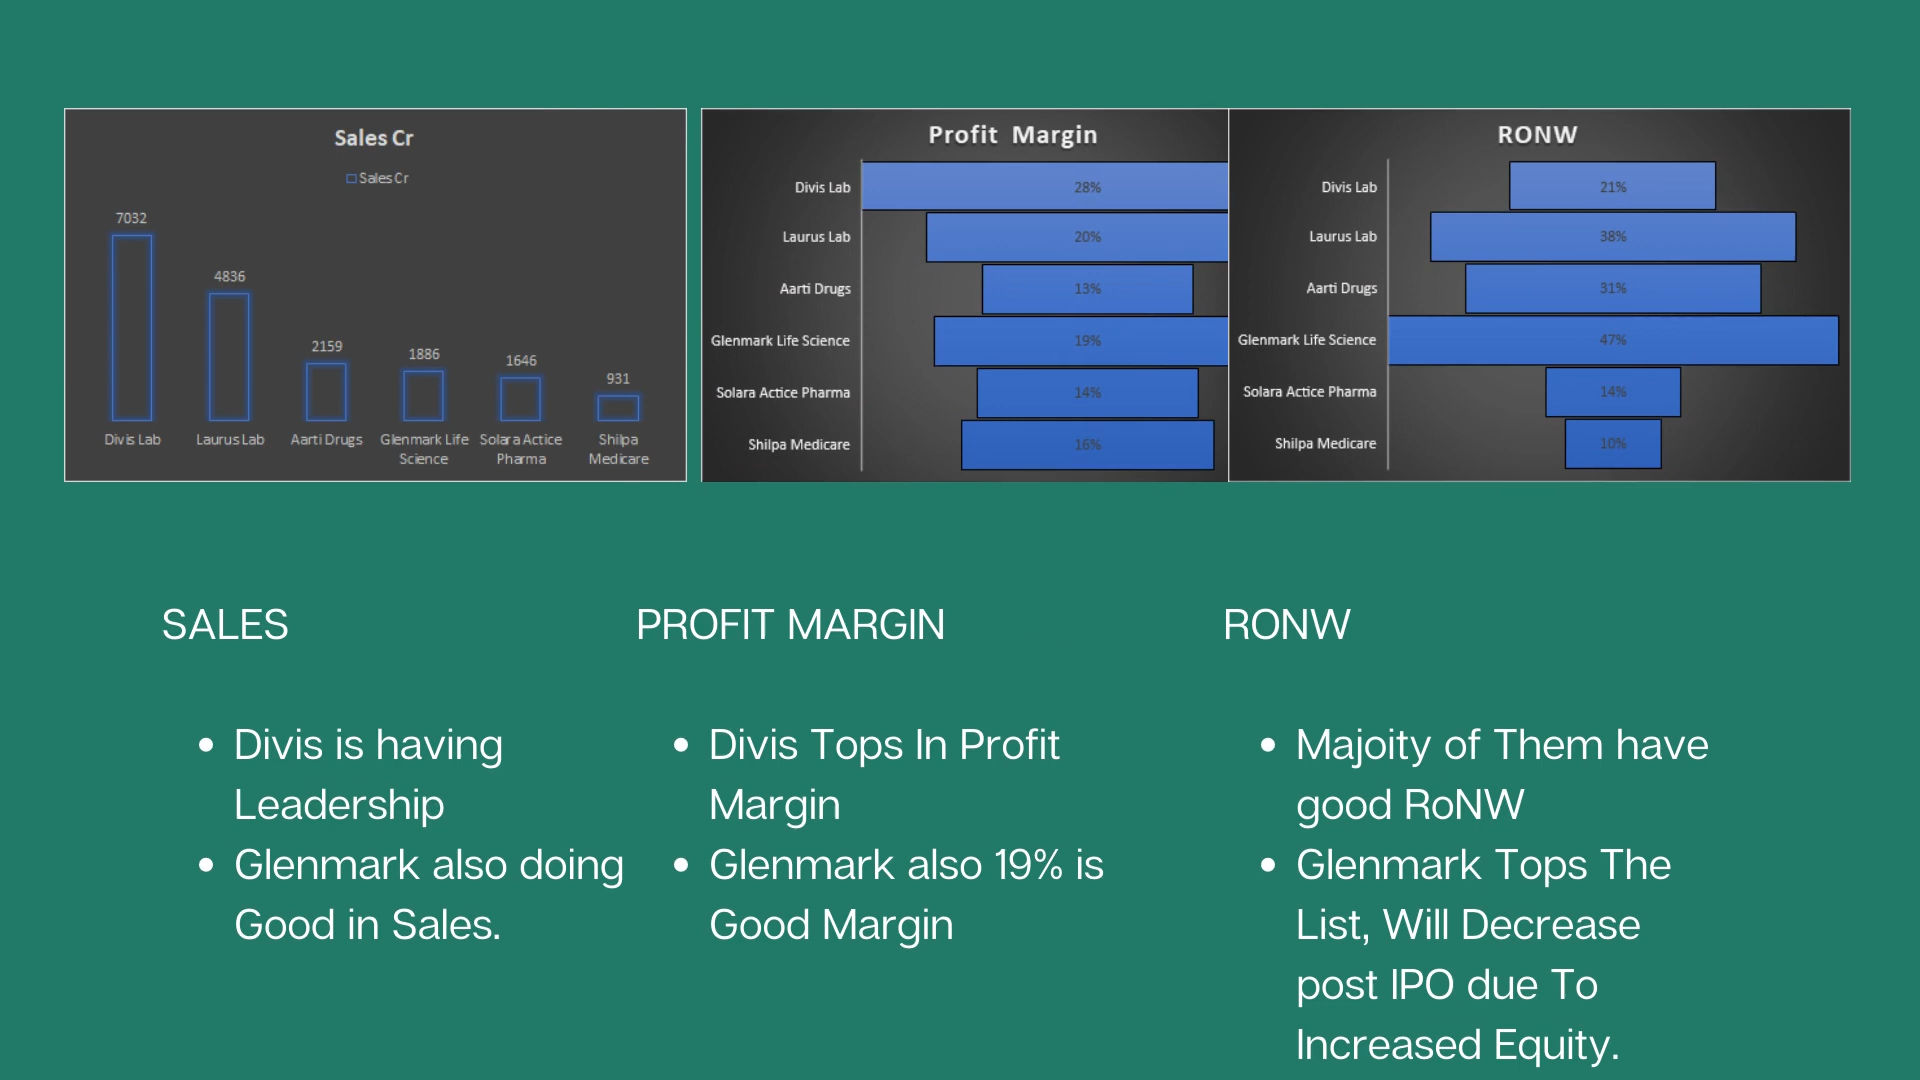 Sales Cr
Sales Cr
7032
4836
2159
1886
1646
931
Divis Lab
Laurus Lab
Aarti Drugs
Glenmark Life
Science
Solara Actice
Pharma
Shilpa
Medicare
Profit Margin
Divis Lab
28%
Laurus Lab
20%
Aarti Drugs
13%
Glenmark Life Science
19%
Solara Actice Pharma
14%
Shilpa Medicare
16%
RONW
Divis Lab
21%
Laurus Lab
38%
Aarti Drugs
31%
Glenmark Life Science
47%
Solara Actice Pharma
14%
Shilpa Medicare
10%
SALES
• Divis is having
Leadership
• Glenmark also doing
Good in Sales.
PROFIT MARGIN
• Divis Tops In Profit
Margin
• Glenmark also 19% is
Good Margin
RONW
• Majoity of Them have
good RoNW
• Glenmark Tops The
List, Will Decrease
post IPO due To
Increased Equity.